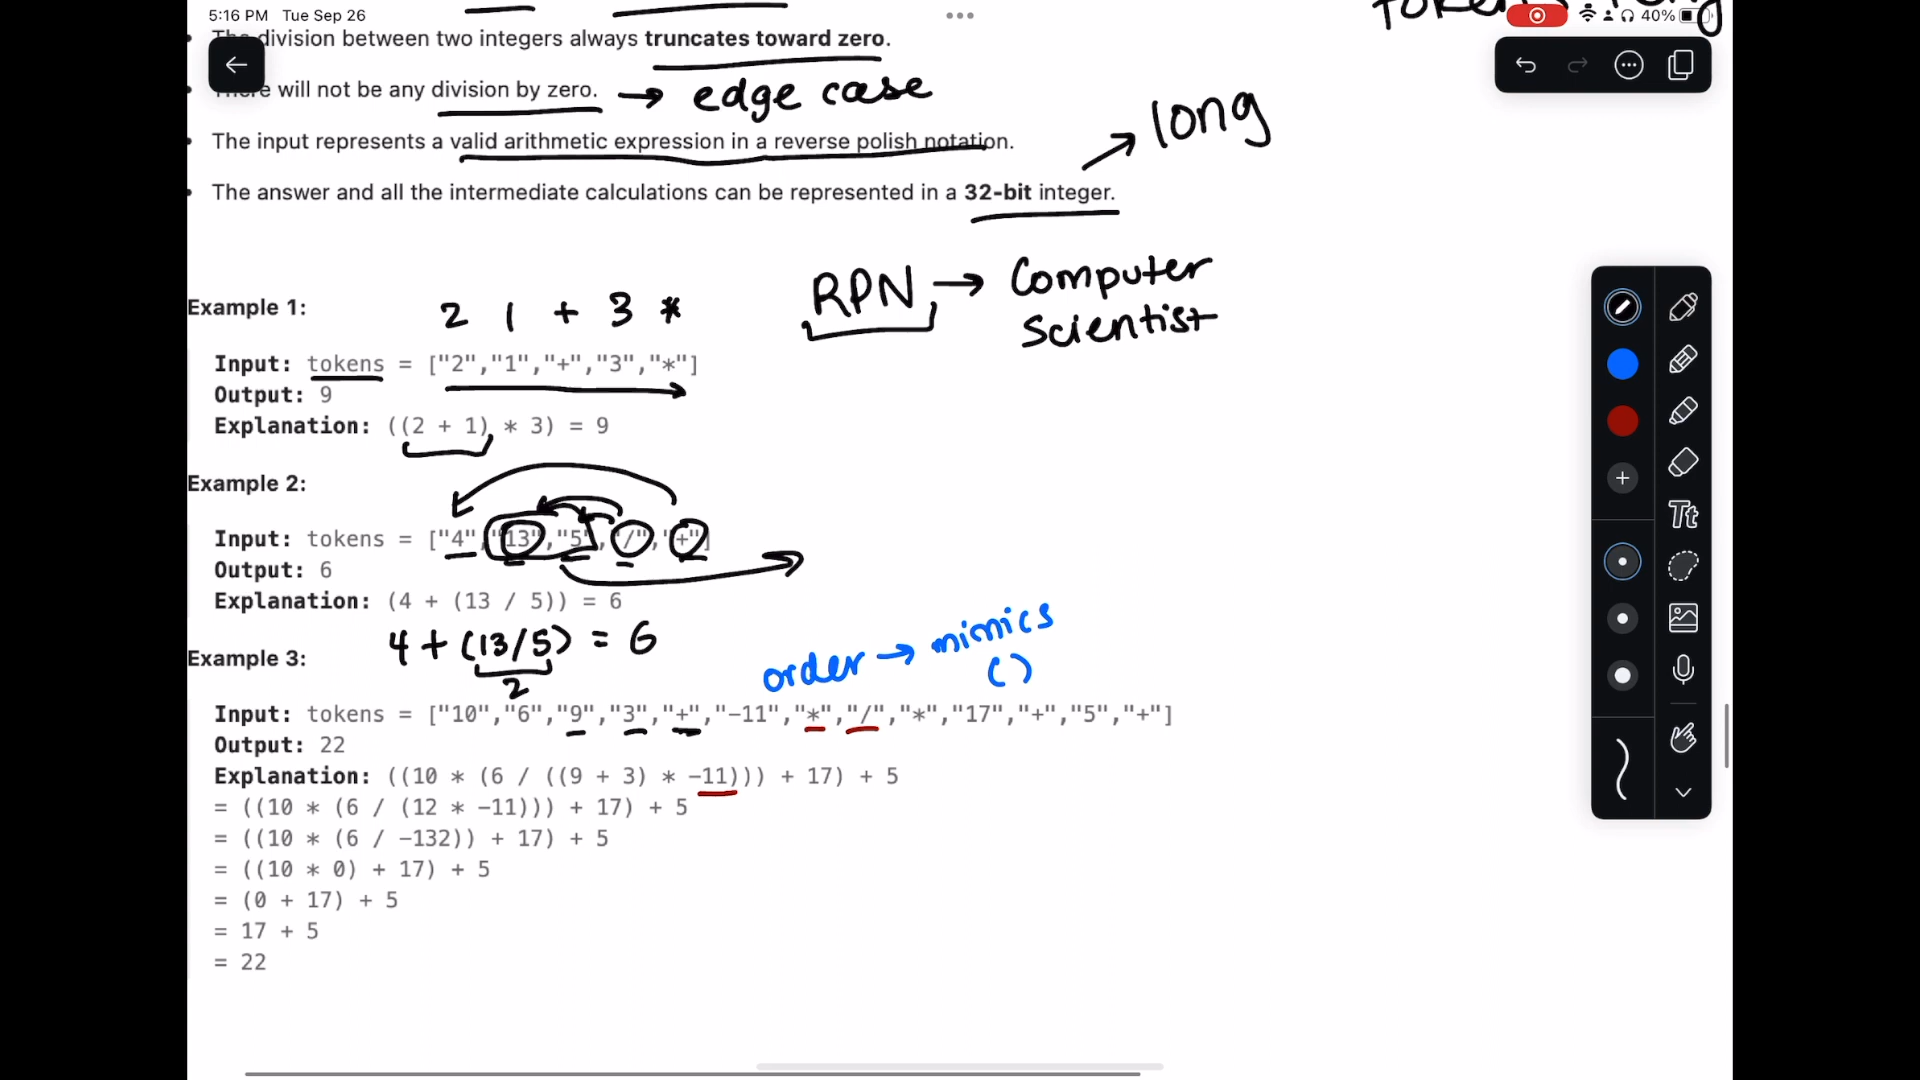 5:16 PM Tue Sep 26
40%
The division between two integers always truncates toward zero.
will not be any division by zero. → edge case
→ long
The input represents a valid arithmetic expression in a reverse polish notation.
The answer and all the intermediate calculations can be represented in a 32-bit integer.
RPN → Computer
Scientist
Example 1:
2 1 + 3 *
Input: tokens = ["2","1","+","3","*"]
Output: 9
Explanation: ((2 + 1) * 3) = 9
Example 2:
Input: tokens = ["4","13","5","/","+"]
Output: 6
Explanation: (4 + (13 / 5)) = 6
4 + (13/5) = 6
2
order → mimics
()
Example 3:
Input: tokens = ["10","6","9","3","+","-11","*","/","*","17","+","5","+"]
Output: 22
Explanation: ((10 * (6 / ((9 + 3) * -11))) + 17) + 5
= ((10 * (6 / (12 * -11))) + 17) + 5
= ((10 * (6 / -132)) + 17) + 5
= ((10 * 0) + 17) + 5
= (0 + 17) + 5
= 17 + 5
= 22
Tt